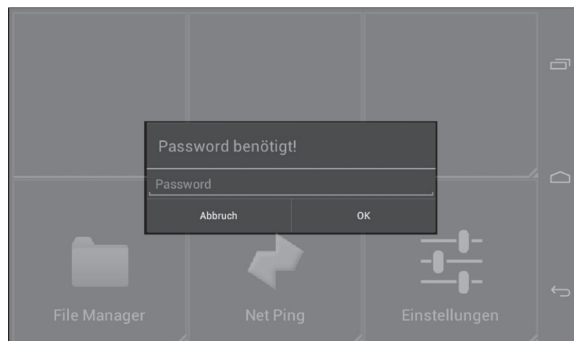 Password benötigt!
Password
Abbruch OK
File Manager Net Ping Einstellungen